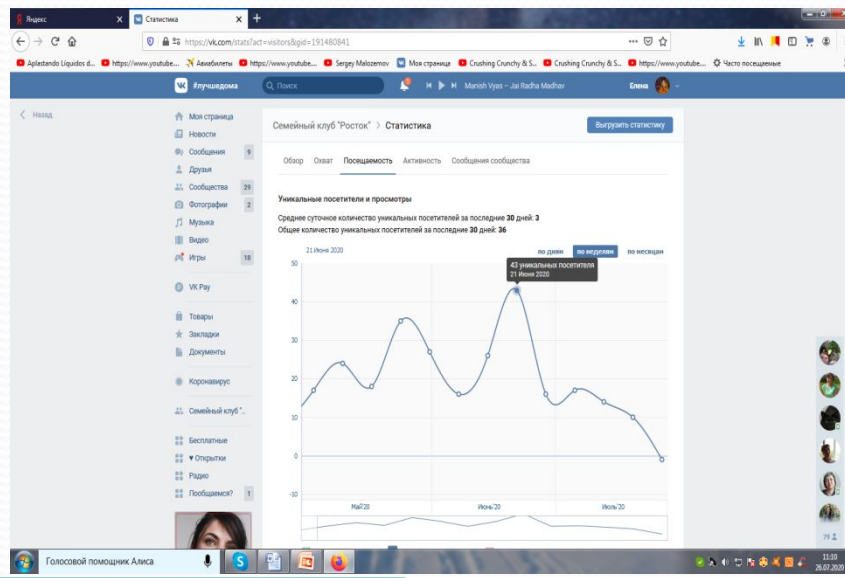 Яндекс
Статистика
https://vk.com/stats?act=visitors&gid=191480841
Aplastando Líquidos d... https://www.youtube... Авиабилеты https://www.youtube... Sergey Malozemov Моя страница Crushing Crunchy & S... Crushing Crunchy & S... https://www.youtube... Часто посещаемые
#лучшедома Поиск Manish Vyas – Jai Radha Madhav Елена
Назад
Моя страница
Новости
Сообщения 9
Друзья
Сообщества 29
Фотографии 2
Музыка
Видео
Игры 18
VK Pay
Товары
Закладки
Документы
Коронавирус
Семейный клуб "..
Бесплатные
♥ Открытки
Радио
Пообщаемся? 1
Семейный клуб "Росток" > Статистика
Выгрузить статистику
Обзор Охват Посещаемость Активность Сообщения сообщества
Уникальные посетители и просмотры
Среднее суточное количество уникальных посетителей за последние 30 дней: 3
Общее количество уникальных посетителей за последние 30 дней: 36
21 Июня 2020
по дням по неделям по месяцам
43 уникальных посетителя
21 Июня 2020
50
40
30
20
10
0
-10
Май'20 Июнь'20 Июль'20
79
Голосовой помощник Алиса
11:10
26.07.2020